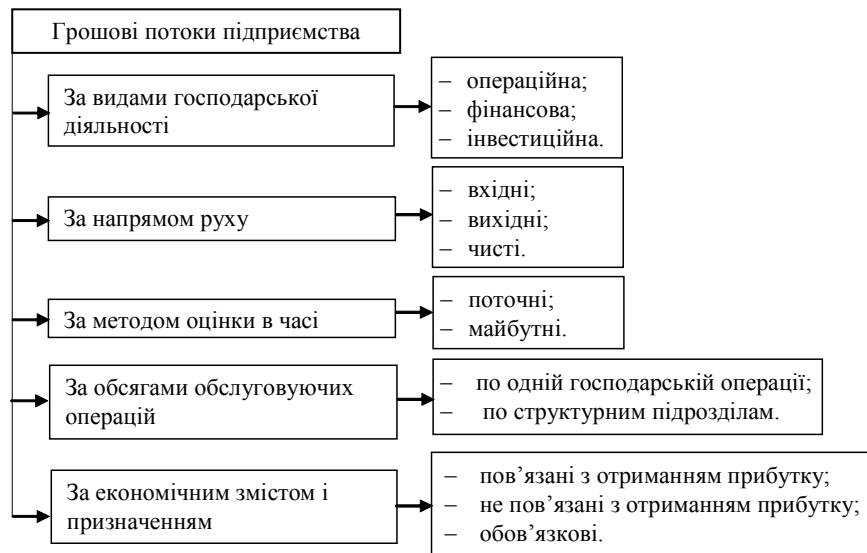 Грошові потоки підприємства
За видами господарської
діяльності
– операційна;
– фінансова;
– інвестиційна.
За напрямом руху
– вхідні;
– вихідні;
– чисті.
За методом оцінки в часі
– поточні;
– майбутні.
За обсягами обслуговуючих
операцій
– по одній господарській операції;
– по структурним підрозділам.
За економічним змістом і
призначенням
– пов’язані з отриманням прибутку;
– не пов’язані з отриманням прибутку;
– обов’язкові.